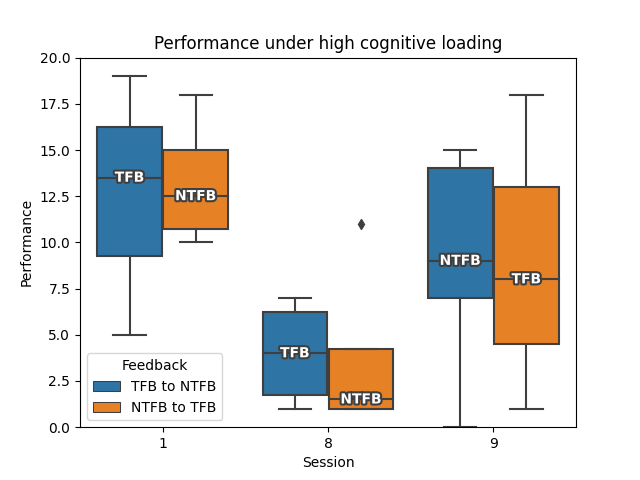 Performance under high cognitive loading
20.0
17.5
15.0
12.5
10.0
7.5
5.0
2.5
0.0
Performance
TFB
NTFB
TFB
NTFB
NTFB
TFB
Feedback
TFB to NTFB
NTFB to TFB
1
8
9
Session